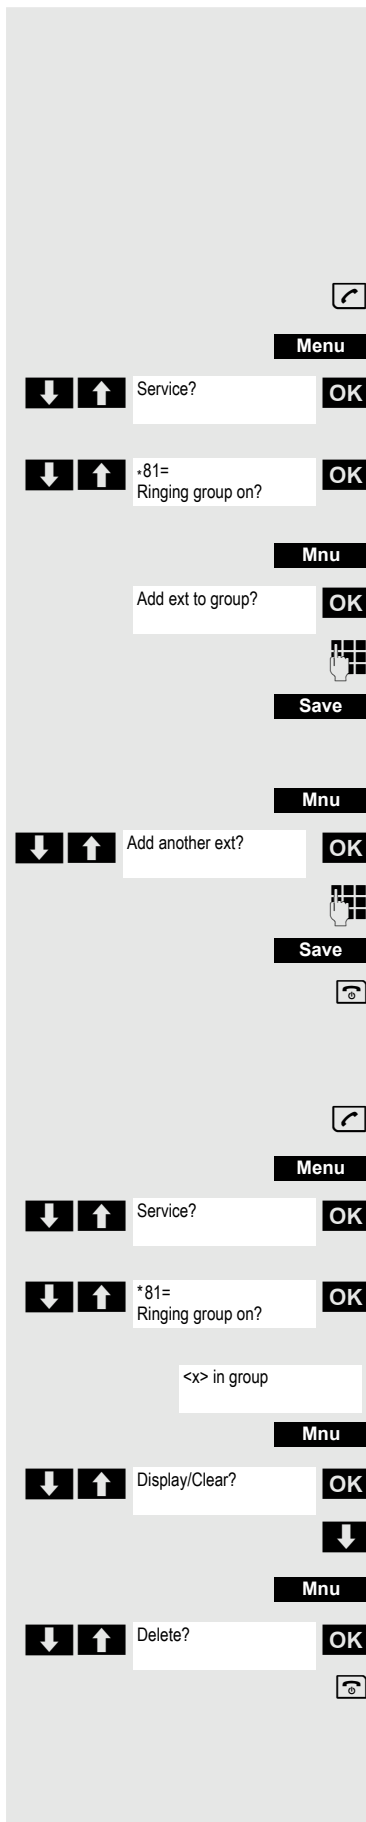 Menu
Service? OK
*81=
Ringing group on? OK
Mnu
Add ext to group? OK
Save
Mnu
Add another ext? OK
Save
Menu
Service? OK
*81=
Ringing group on? OK
<x> in group
Mnu
Display/Clear? OK
Mnu
Delete? OK